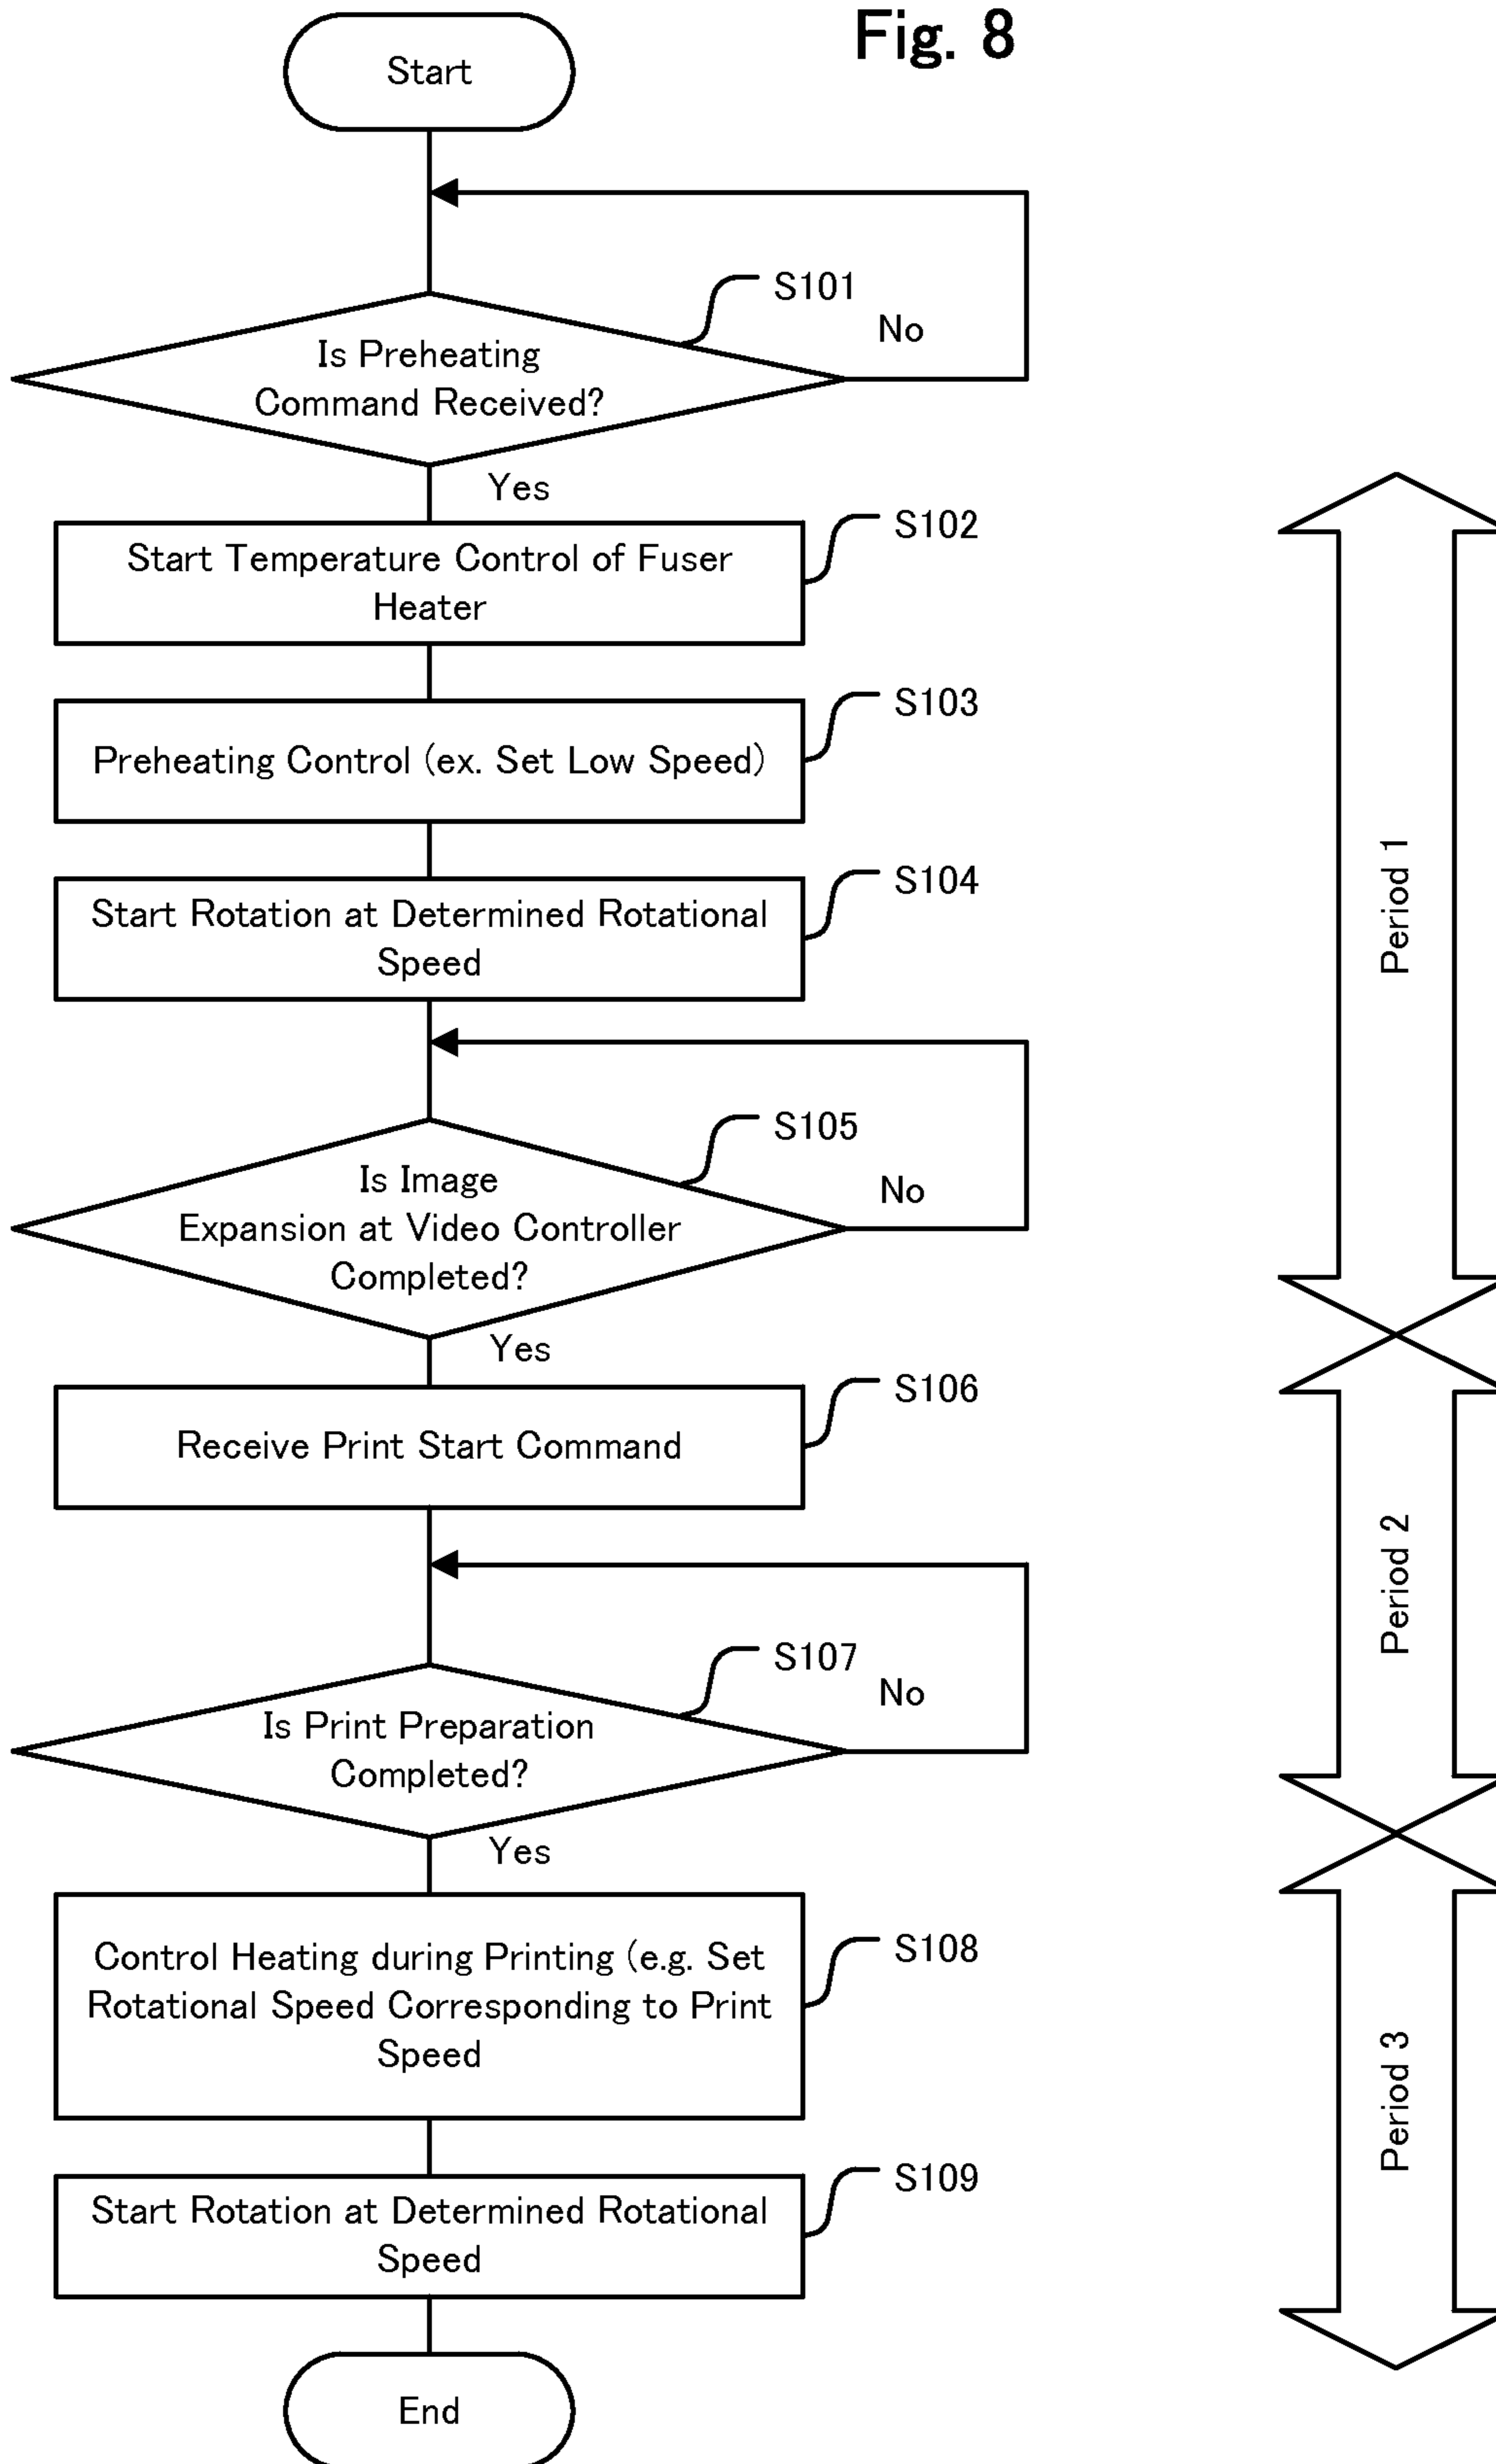 Fig. 8
Start
S101
No
Is Preheating
Command Received?
Yes
S102
Start Temperature Control of Fuser
Heater
S103
Preheating Control (ex. Set Low Speed)
S104
Start Rotation at Determined Rotational
Speed
Period 1
S105
No
Is Image
Expansion at Video Controller
Completed?
Yes
S106
Receive Print Start Command
Period 2
S107
No
Is Print Preparation
Completed?
Yes
S108
Control Heating during Printing (e.g. Set
Rotational Speed Corresponding to Print
Speed
Period 3
S109
Start Rotation at Determined Rotational
Speed
End